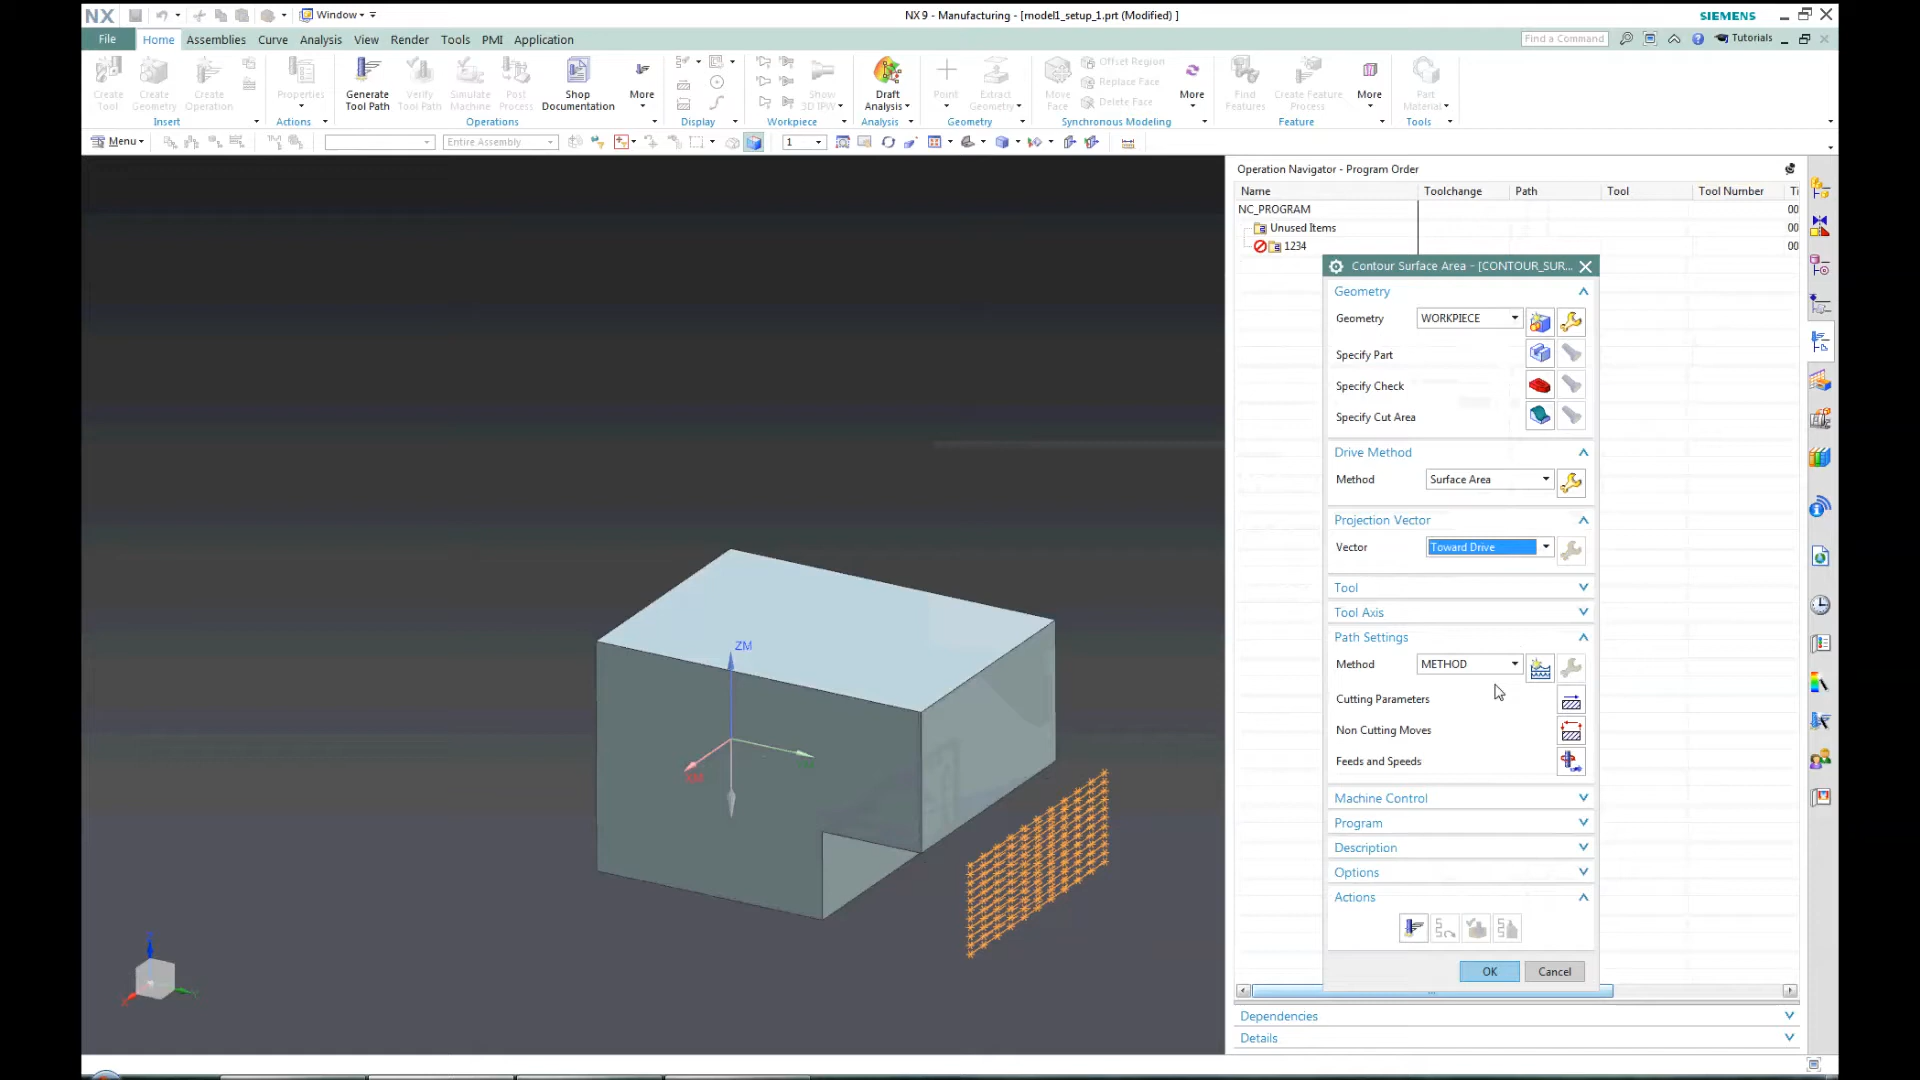 NX
Window
NX 9 - Manufacturing - [model1_setup_1.prt (Modified) ]
SIEMENS
File
Home
Assemblies
Curve
Analysis
View
Render
Tools
PMI
Application
Find a Command
Tutorials
Create Tool
Create Geometry
Create Operation
Properties
Generate Tool Path
Verify Tool Path
Simulate Machine
Post Process
Shop Documentation
More
Show 3D IPW
Draft Analysis
Point
Extract Geometry
Move Face
Offset Region
Replace Face
Delete Face
More
Find Features
Create Feature Process
More
Part Material
Insert
Actions
Operations
Display
Workpiece
Analysis
Geometry
Synchronous Modeling
Feature
Tools
Menu
Entire Assembly
1
Operation Navigator - Program Order
Name
Toolchange
Path
Tool
Tool Number
Ti
NC_PROGRAM
00
Unused Items
00
1234
00
Contour Surface Area - [CONTOUR_SUR...
Geometry
Geometry
WORKPIECE
Specify Part
Specify Check
Specify Cut Area
Drive Method
Method
Surface Area
Projection Vector
Vector
Toward Drive
Tool
Tool Axis
Path Settings
Method
METHOD
Cutting Parameters
Non Cutting Moves
Feeds and Speeds
Machine Control
Program
Description
Options
Actions
OK
Cancel
Dependencies
Details
ZM
XM